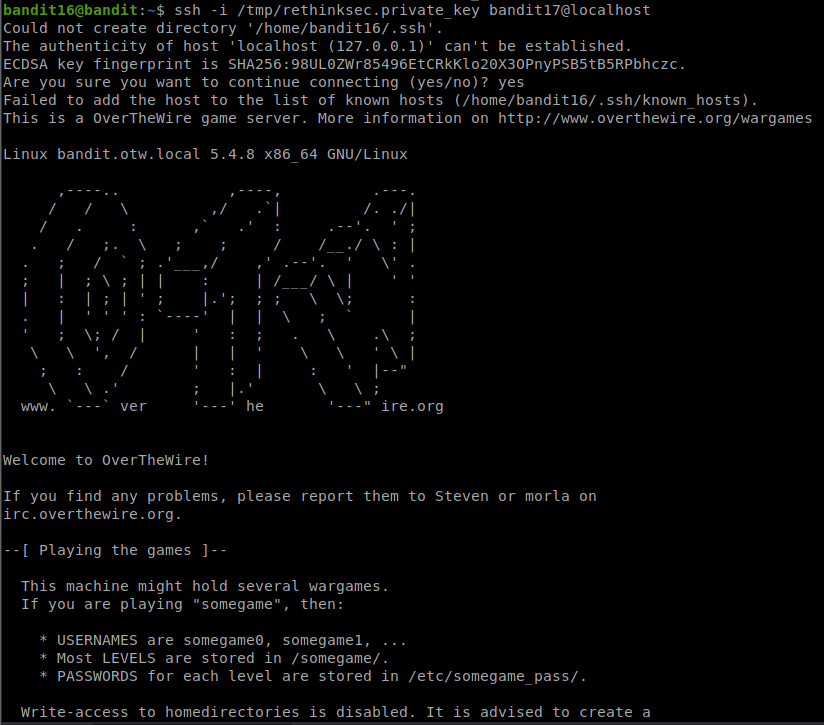 bandit16@bandit:~$ ssh -i /tmp/rethinksec.private_key bandit17@localhost
Could not create directory '/home/bandit16/.ssh'.
The authenticity of host 'localhost (127.0.0.1)' can't be established.
ECDSA key fingerprint is SHA256:98UL0ZWr85496EtCRkKlo20X3OPnyPSB5tB5RPbhczc.
Are you sure you want to continue connecting (yes/no)? yes
Failed to add the host to the list of known hosts (/home/bandit16/.ssh/known_hosts).
This is a OverTheWire game server. More information on http://www.overthewire.org/wargames

Linux bandit.otw.local 5.4.8 x86_64 GNU/Linux

      ,----..            ,----,          .---.
     /   /   \         ,/   .`|         /. ./|
    /   .     :      ,`   .'  :     .--'.  ' ;
   .   /   ;.  \   ;    ;     /    /__./ \ : |
  .   ;   /  ` ; .'___,/    ,' .--'.  '   \' .
  ;   |  ; \ ; | |    :     | /___/ \ |    ' '
  |   :  | ; | ' ;    |.';  ; ;   \  \;      :
  .   |  ' ' ' : `----'  |  |  \   ;  `      |
  '   ;  \; /  |     '   :  ;   .   \    .\  ;
   \   \  ',  /      |   |  '    \   \   ' \ |
    ;   :    /       '   :  |     :   '  |--"
     \   \ .'        ;   |.'       \   \ ;
  www. `---` ver     '---' he       '---" ire.org

Welcome to OverTheWire!

If you find any problems, please report them to Steven or morla on
irc.overthewire.org.

--[ Playing the games ]--

  This machine might hold several wargames.
  If you are playing "somegame", then:

    * USERNAMES are somegame0, somegame1, ...
    * Most LEVELS are stored in /somegame/.
    * PASSWORDS for each level are stored in /etc/somegame_pass/.

  Write-access to homedirectories is disabled. It is advised to create a